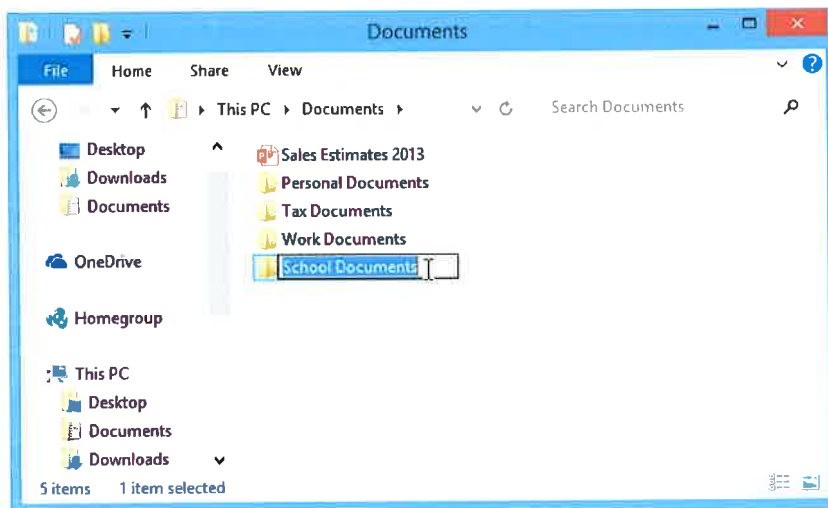 Documents
File Home Share View
This PC Documents Search Documents
Desktop
Downloads
Documents
OneDrive
Homegroup
This PC
Desktop
Documents
Downloads
Sales Estimates 2013
Personal Documents
Tax Documents
Work Documents
School Documents
5 items 1 item selected